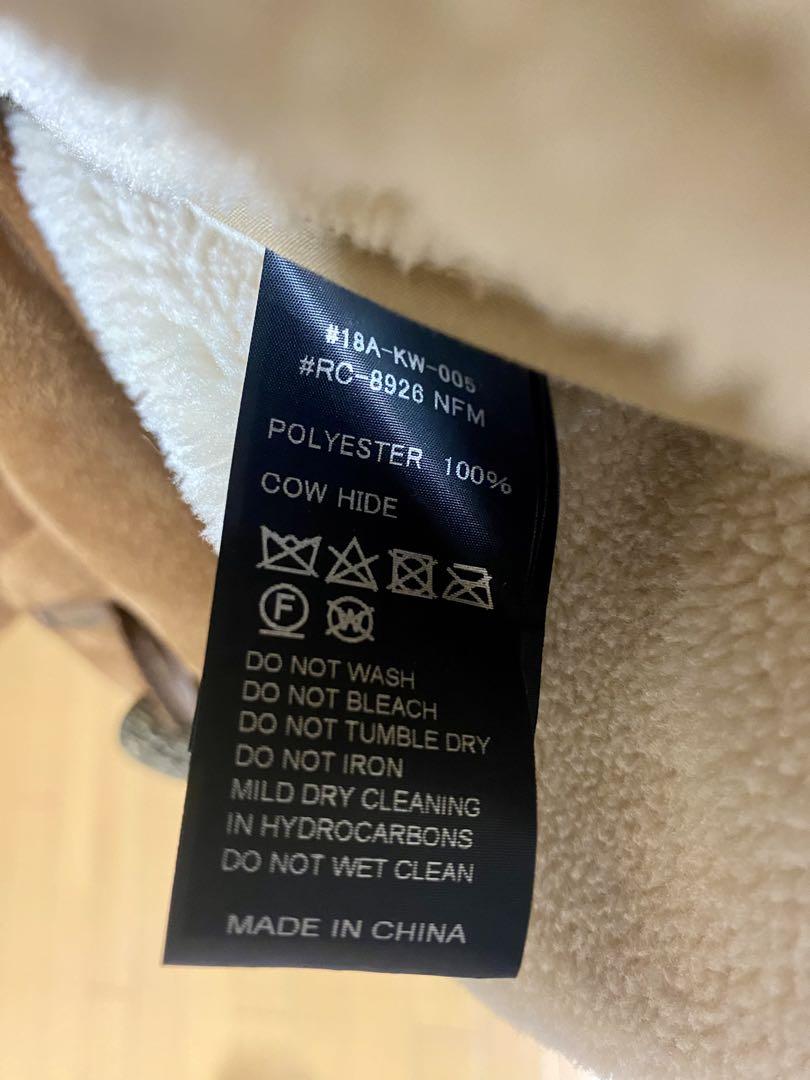 #18A-KW-005
#RC-8926 NFM
POLYESTER 100%
COW HIDE
F W
DO NOT WASH
DO NOT BLEACH
DO NOT TUMBLE DRY
DO NOT IRON
MILD DRY CLEANING
IN HYDROCARBONS
DO NOT WET CLEAN
MADE IN CHINA